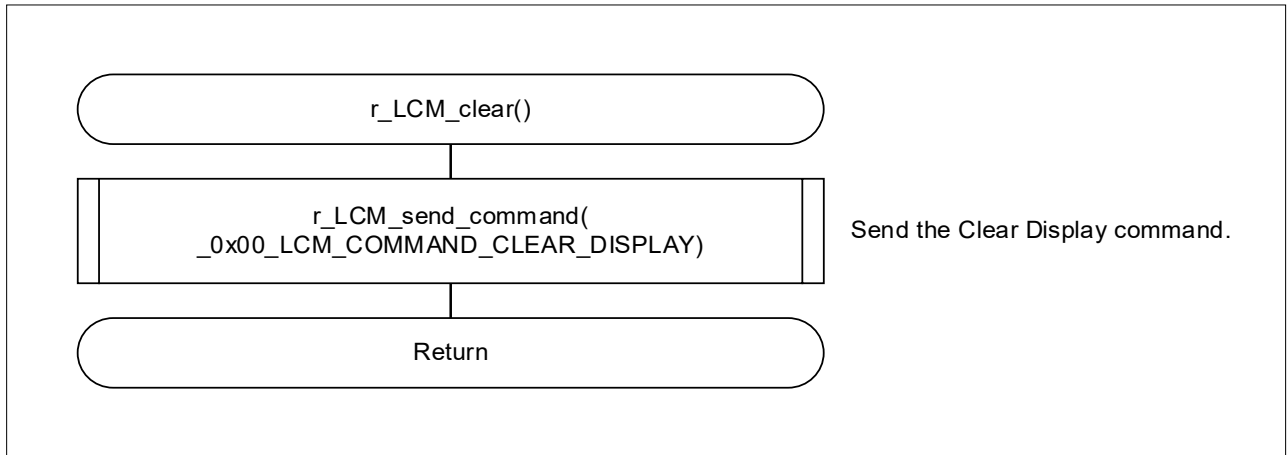 r_LCM_clear()
r_LCM_send_command(
_0x00_LCM_COMMAND_CLEAR_DISPLAY)
Send the Clear Display command.
Return